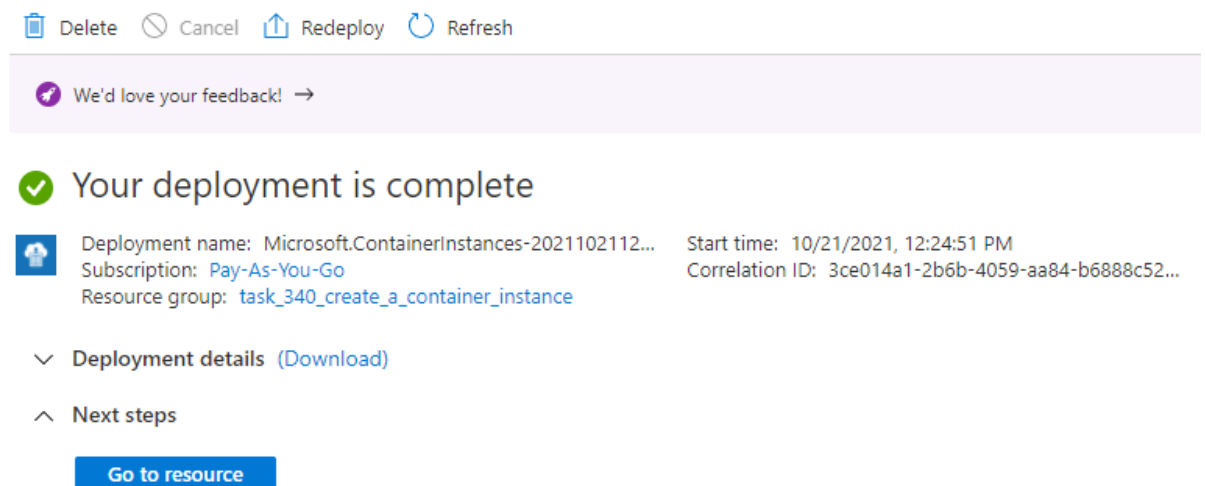 Delete Cancel Redeploy Refresh
We'd love your feedback! →
Your deployment is complete
Deployment name: Microsoft.ContainerInstances-2021102112... Start time: 10/21/2021, 12:24:51 PM
Subscription: Pay-As-You-Go Correlation ID: 3ce014a1-2b6b-4059-aa84-b6888c52...
Resource group: task_340_create_a_container_instance
Deployment details (Download)
Next steps
Go to resource